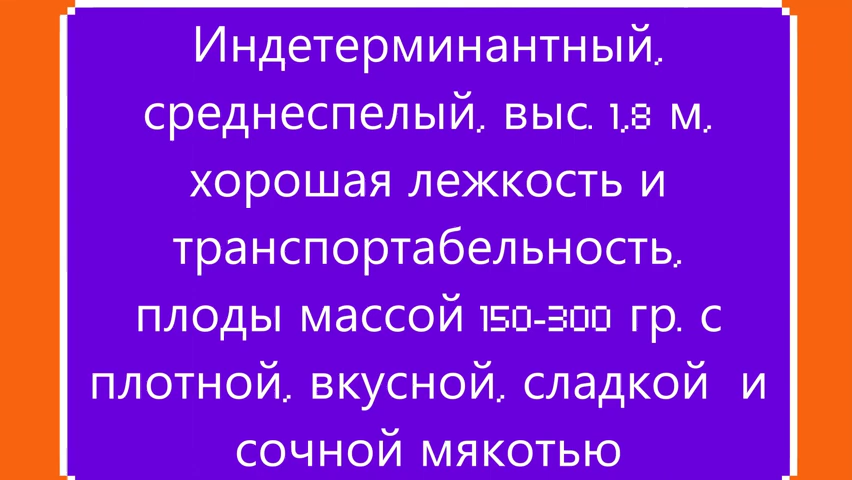 Индетерминантный,
среднеспелый, выс. 1,8 м,
хорошая лежкость и
транспортабельность,
плоды массой 150-300 гр. с
плотной, вкусной, сладкой и
сочной мякотью